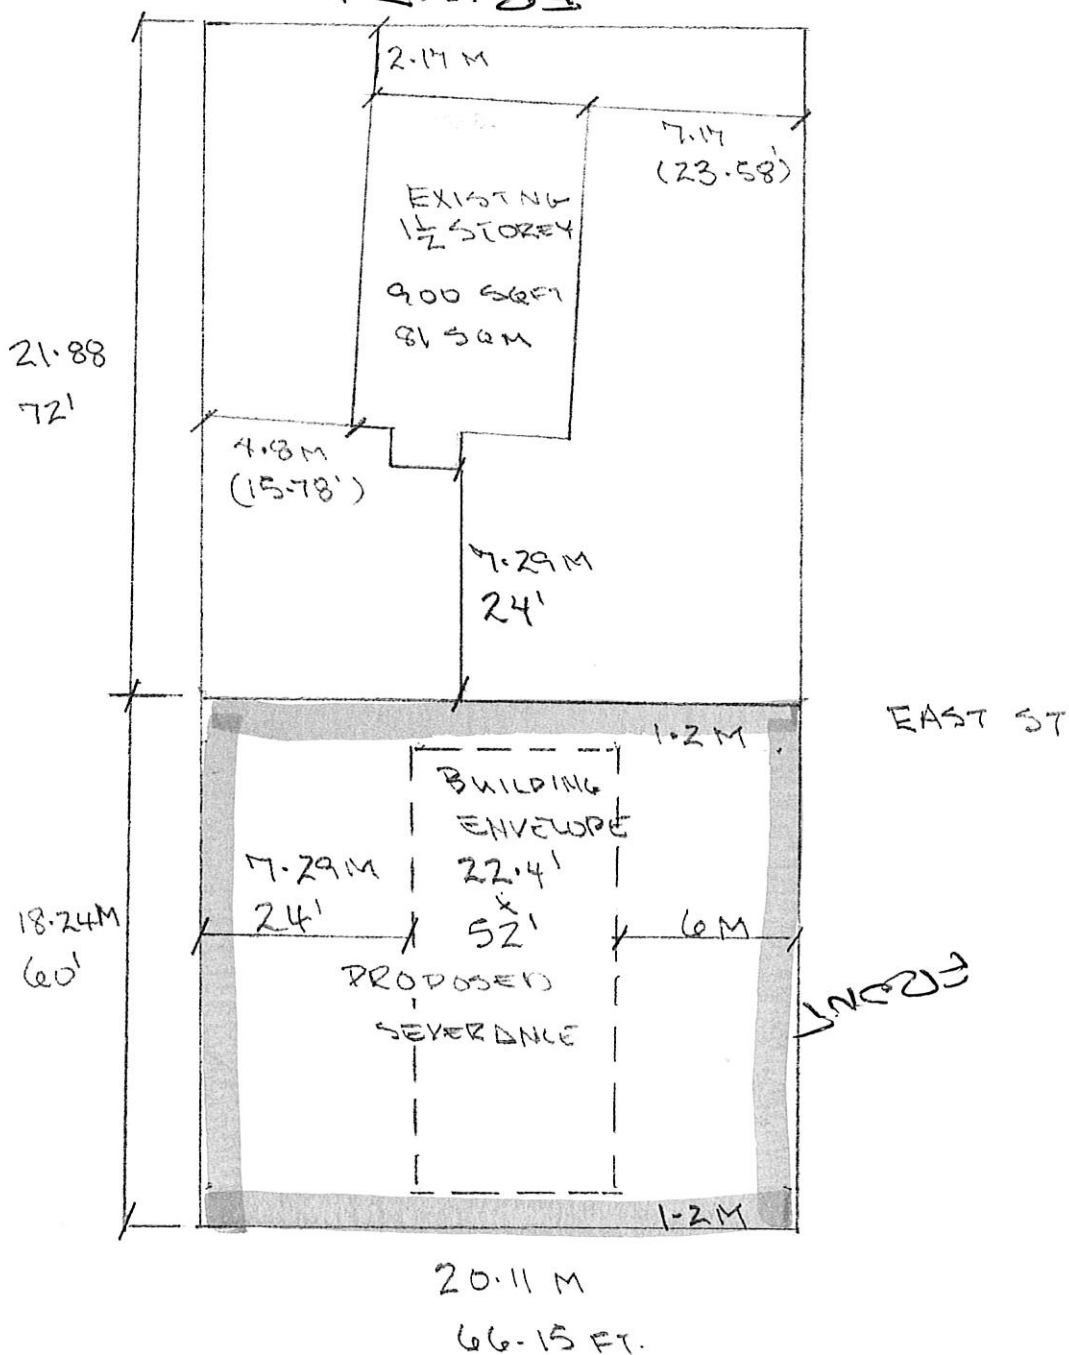 2.17 M
7.17
(23.58')
EXISTNG
1½ STOREY
900 SQFT
81 SQM
21.88
72'
4.8M
(15.78')
7.29M
24'
EAST ST
1.2M
BUILDING
ENVELOPE
22.4'
x
52'
7.29M
24'
6M
18.24M
60'
PROPOSED
SEVERANCE
FRONT
1.2M
20.11 M
66.15 FT.